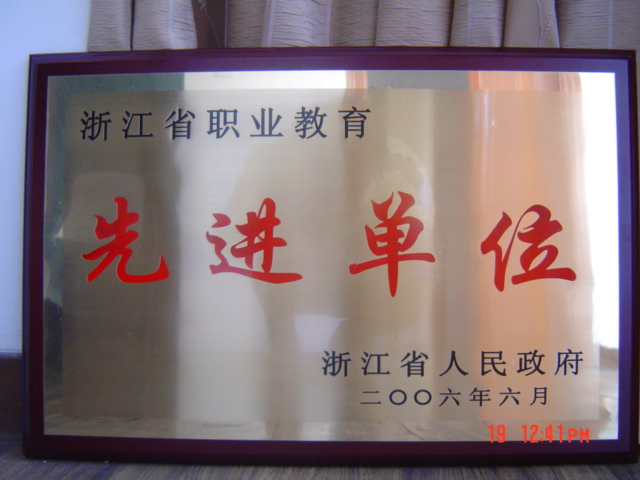 浙江省职业教育
先进单位
浙江省人民政府
二〇〇六年六月
19 12:41PM